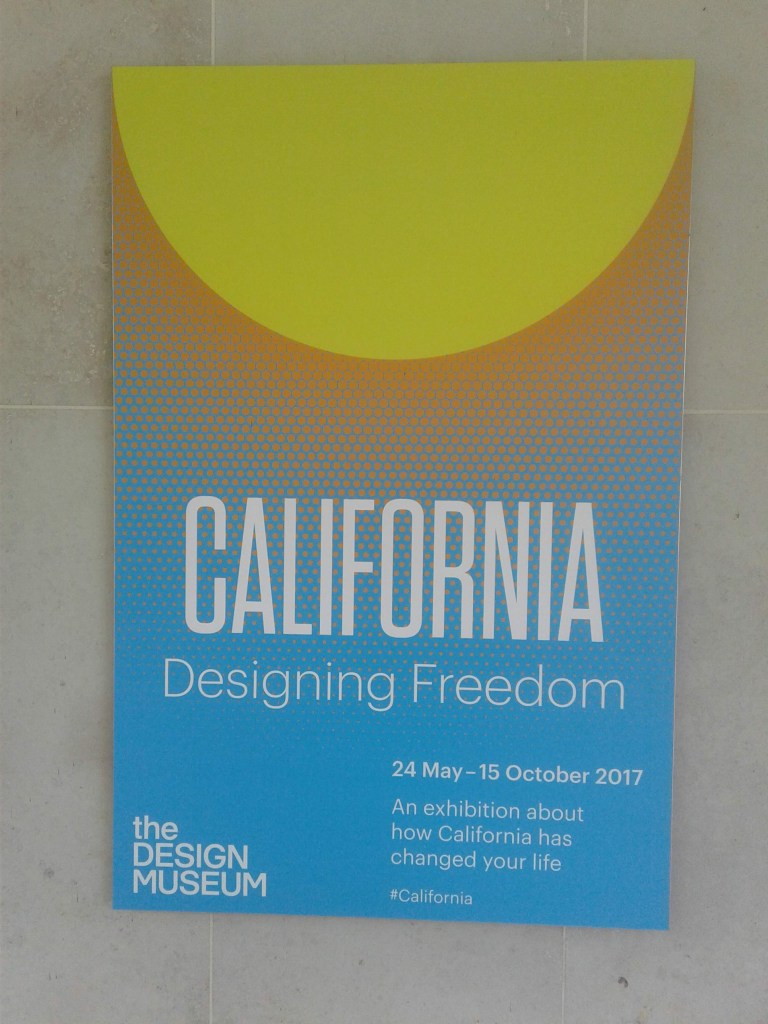 CALIFORNIA
Designing Freedom
24 May – 15 October 2017
An exhibition about
how California has
changed your life
#California
the
DESIGN
MUSEUM